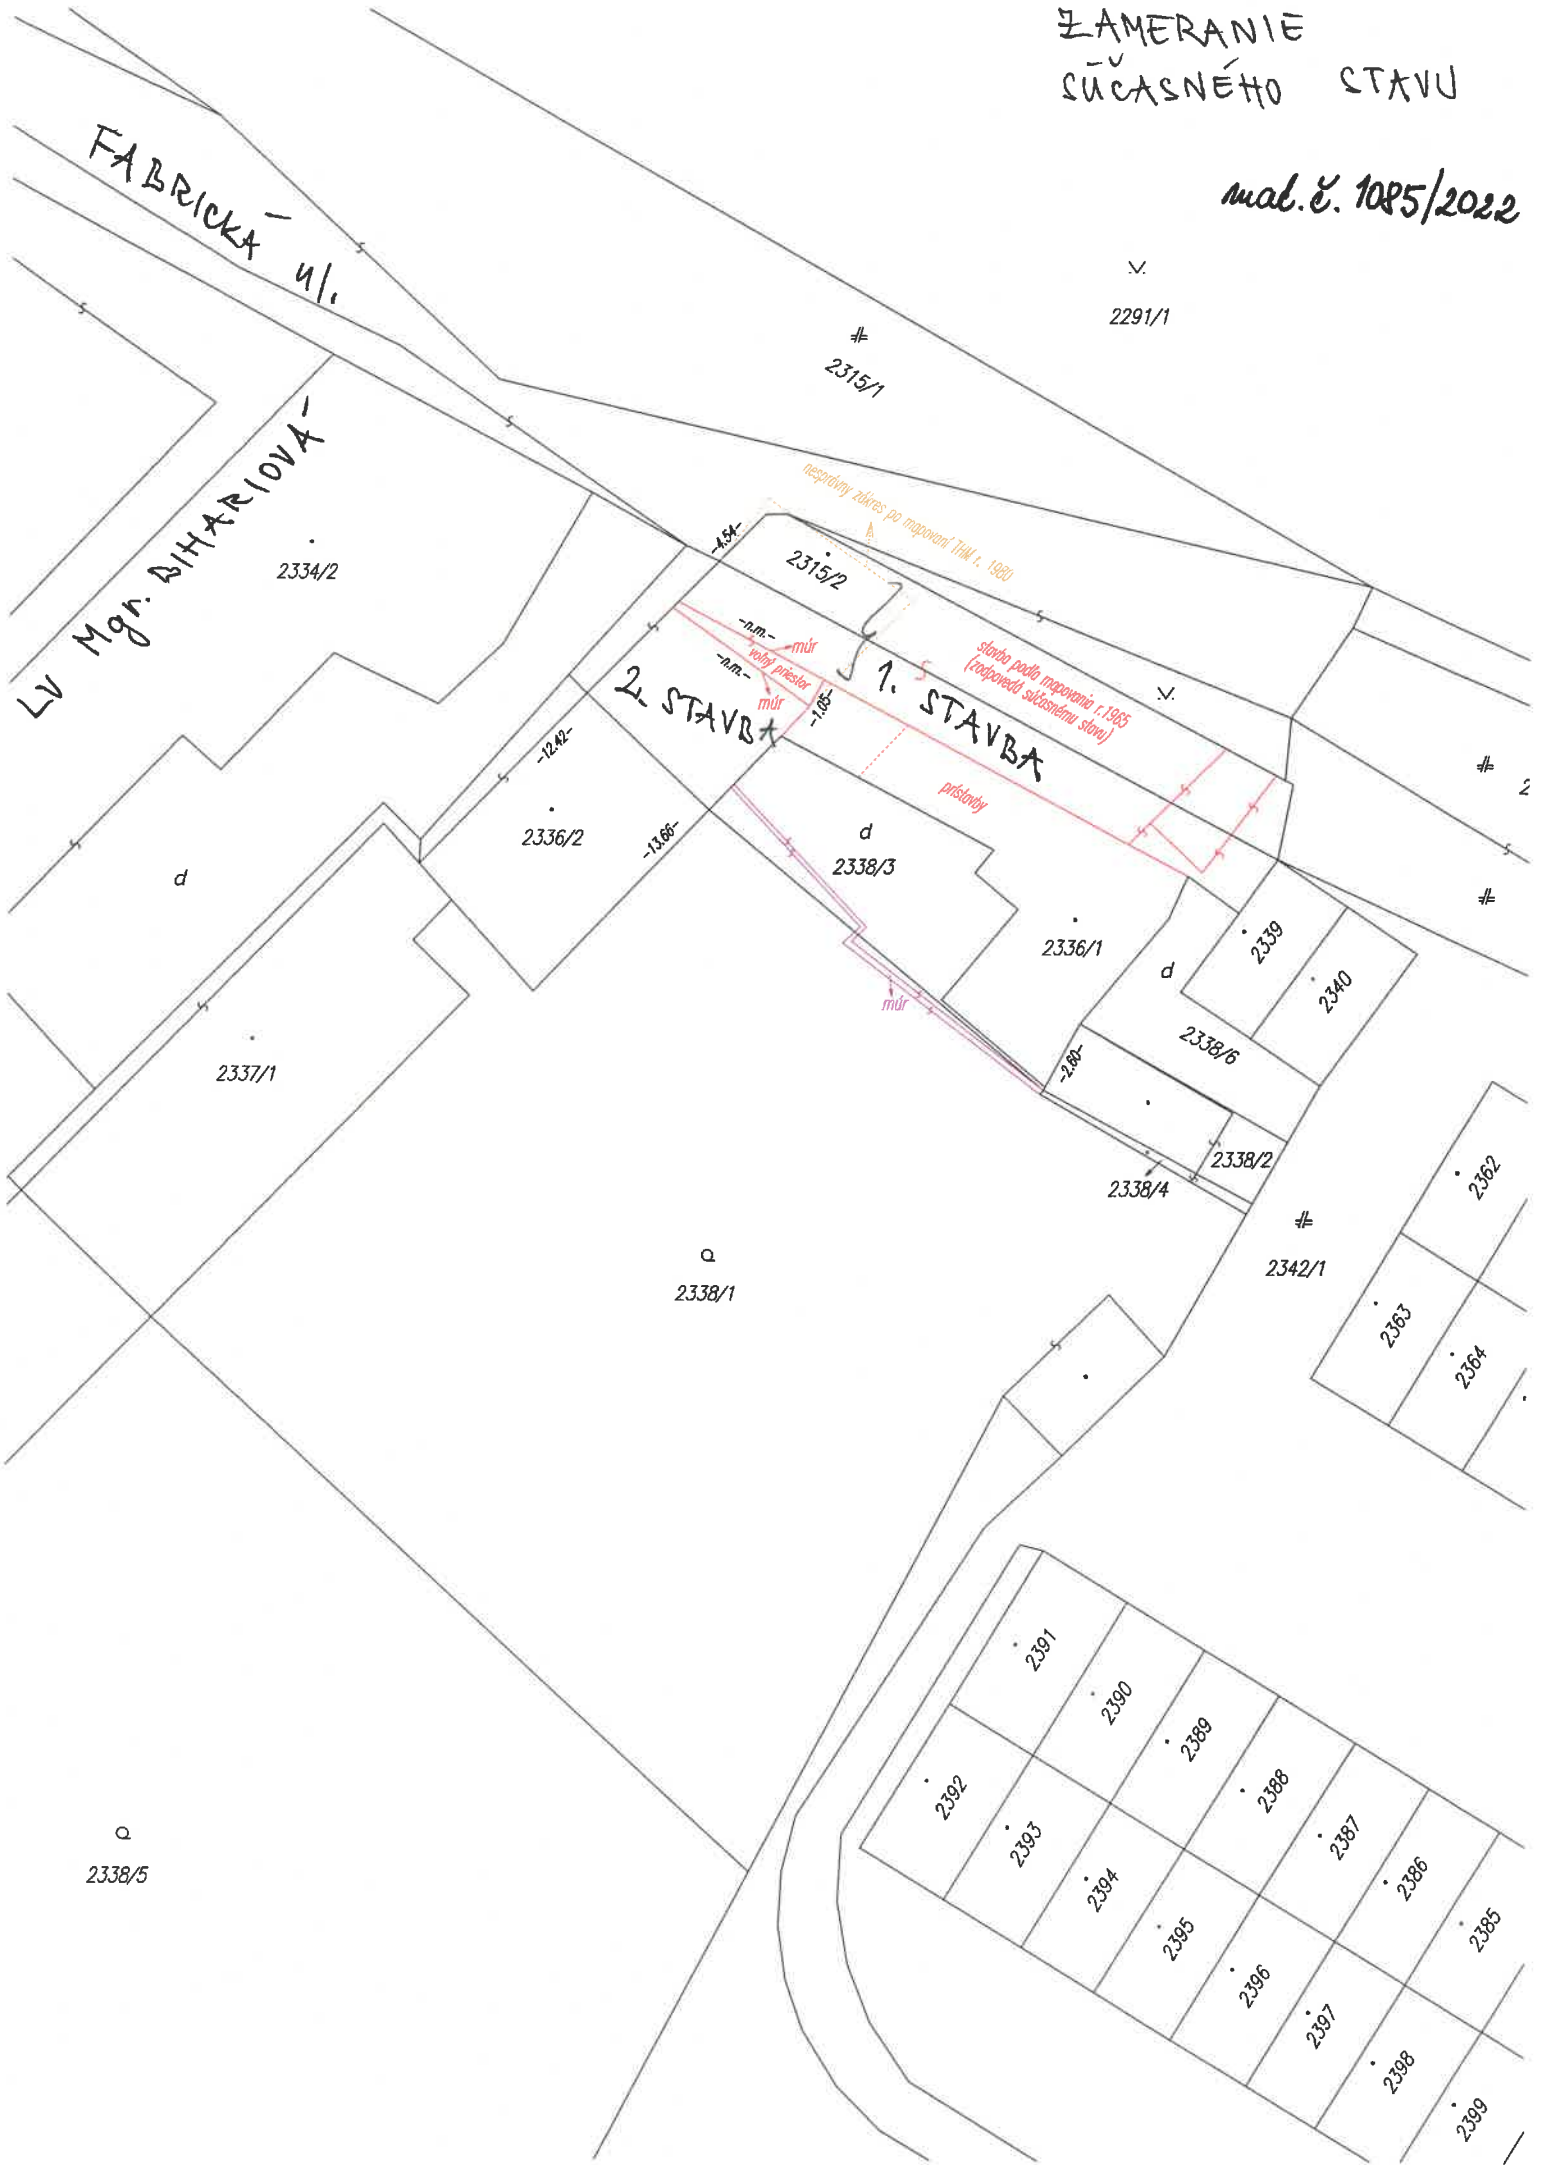 ZAMERANIE
SÚČASNÉHO STAVU
mat.č. 1085/2022
FABRICKÁ ul.
2291/1
2315/1
LV Mgr. BIHARIOVÁ
nesprávny zákres po mapovaní THM r. 1980
-4.54-
2315/2
2334/2
-n.m.-
múr
voľný priestor
-n.m.-
múr
-1.05-
2. STAVBA
1. STAVBA
stavba podľa mapovania r.1965
(zodpovedá súčasnému stavu)
prístavby
-12.42-
2336/2
-13.66-
d
2338/3
d
2336/1
múr
2339
2340
d
2338/6
2
2337/1
-2.60-
2338/2
2338/4
2338/1
2342/1
2362
2363
2364
2338/5
2391
2390
2389
2388
2387
2386
2385
2392
2393
2394
2395
2396
2397
2398
2399